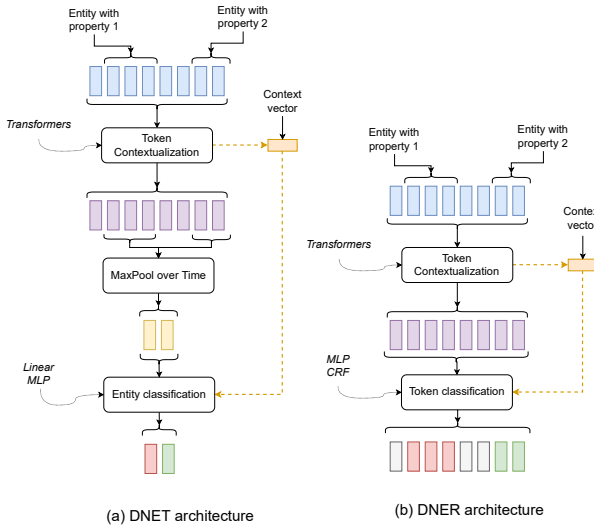 Entity with
property 1
Entity with
property 2
Context
vector
Transformers
Token
Contextualization
MaxPool over Time
Linear
MLP
Entity classification
(a) DNET architecture
Entity with
property 1
Entity with
property 2
Context
vector
Transformers
Token
Contextualization
MLP
CRF
Token classification
(b) DNER architecture